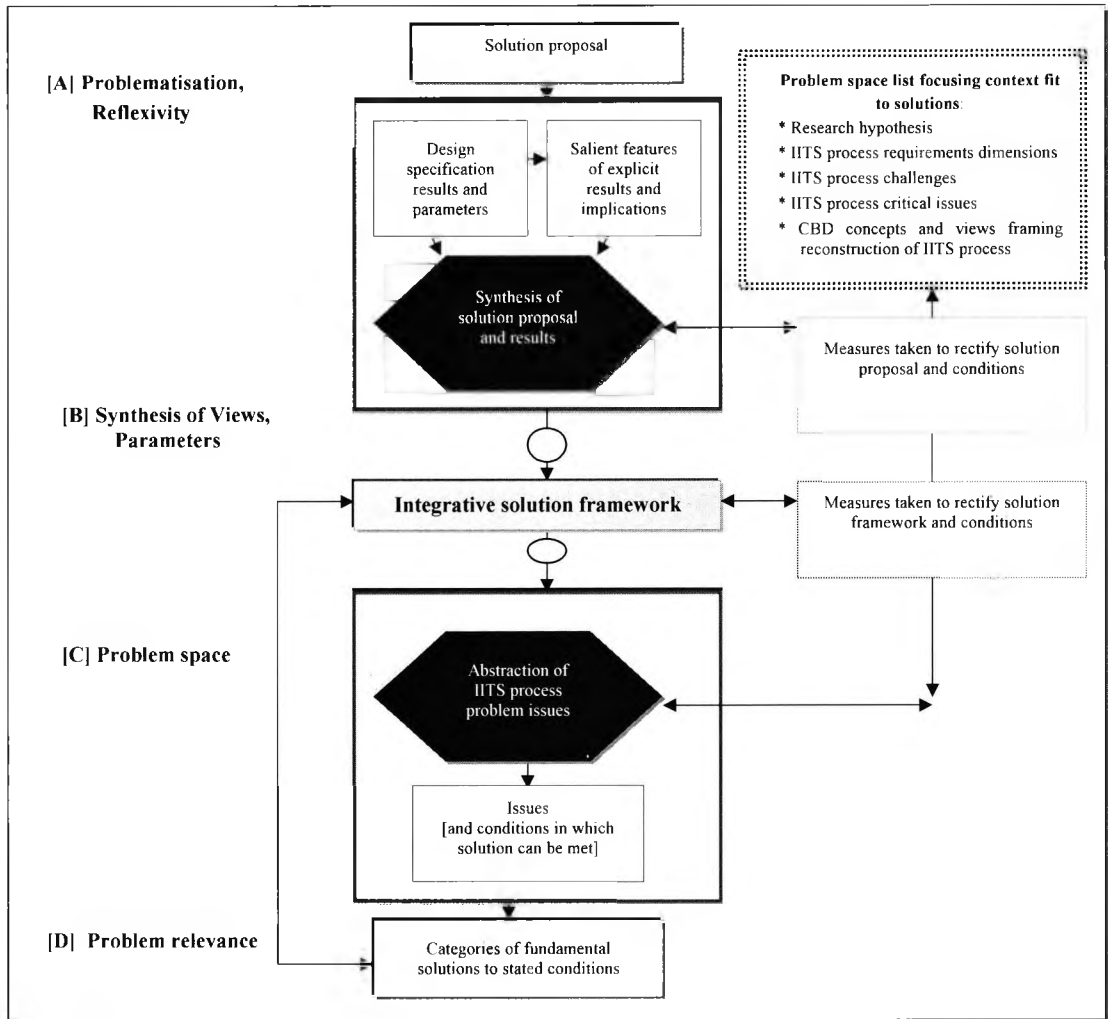 Solution proposal
[A] Problematisation,
Reflexivity
Problem space list focusing context fit
to solutions:
* Research hypothesis
* IITS process requirements dimensions
* IITS process challenges
* IITS process critical issues
* CBD concepts and views framing
reconstruction of IITS process
Design
specification
results and
parameters
Salient features
of explicit
results and
implications
Synthesis of
solution proposal
and results
Measures taken to rectify solution
proposal and conditions
[B] Synthesis of Views,
Parameters
Integrative solution framework
Measures taken to rectify solution
framework and conditions
[C] Problem space
Abstraction of
IITS process
problem issues
Issues
[and conditions in which
solution can be met]
[D] Problem relevance
Categories of fundamental
solutions to stated conditions